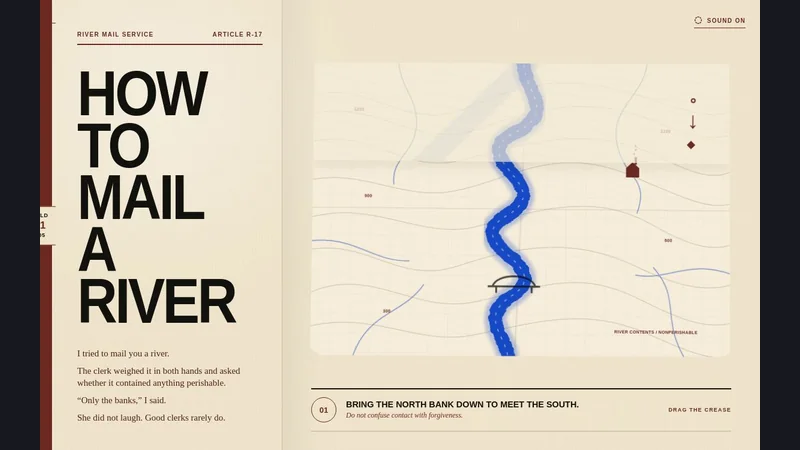 RIVER MAIL SERVICE ARTICLE R-17
SOUND ON
HOW
TO
MAIL
A
RIVER
LD
1
I tried to mail you a river.
The clerk weighed it in both hands and asked
whether it contained anything perishable.
“Only the banks,” I said.
She did not laugh. Good clerks rarely do.
RIVER CONTENTS / NONPERISHABLE
01
BRING THE NORTH BANK DOWN TO MEET THE SOUTH.
Do not confuse contact with forgiveness.
DRAG THE CREASE